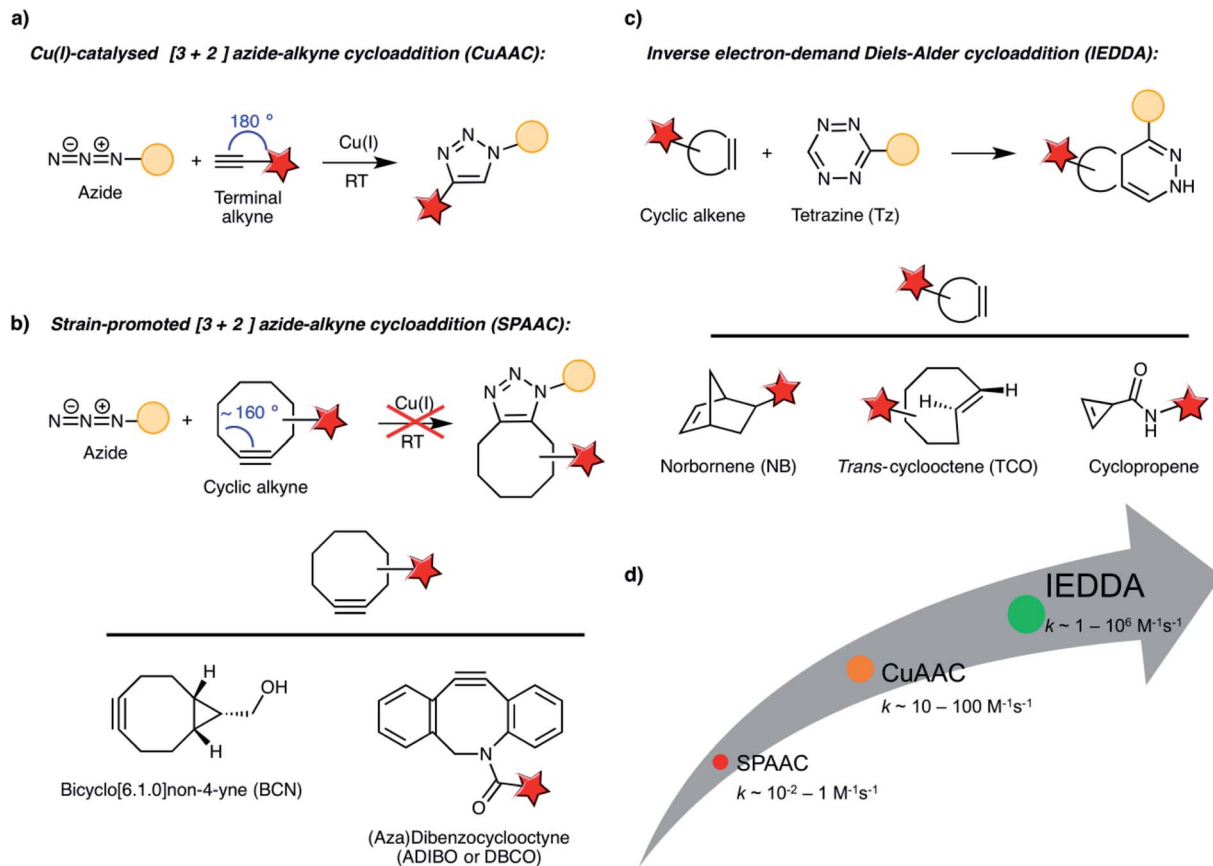 a)
Cu(I)-catalysed [3 + 2 ] azide-alkyne cycloaddition (CuAAC):
N N N
⊖ ⊕
Azide
+
180 °
Terminal
alkyne
Cu(I)
RT
N
N
N
b)
Strain-promoted [3 + 2 ] azide-alkyne cycloaddition (SPAAC):
⊖ ⊕
N N N
Azide
+
~ 160 °
Cyclic alkyne
Cu(I)
RT
N
N
N
H
H
OH
Bicyclo[6.1.0]non-4-yne (BCN)
N
O
(Aza)Dibenzocyclooctyne
(ADIBO or DBCO)
c)
Inverse electron-demand Diels-Alder cycloaddition (IEDDA):
Cyclic alkene
+
N N
N N
Tetrazine (Tz)
N
NH
Norbornene (NB)
H
H
Trans-cyclooctene (TCO)
O
N
H
Cyclopropene
d)
IEDDA
k ~ 1 – 10⁶ M⁻¹s⁻¹
CuAAC
k ~ 10 – 100 M⁻¹s⁻¹
SPAAC
k ~ 10⁻² – 1 M⁻¹s⁻¹